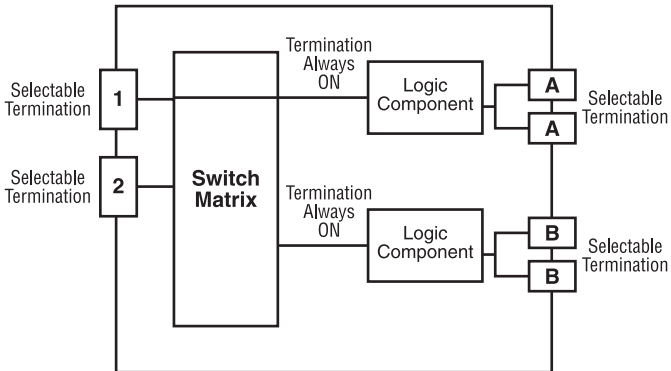 Selectable
Termination
1
Selectable
Termination
2
Switch
Matrix
Termination
Always
ON
Logic
Component
A
A
Selectable
Termination
Termination
Always
ON
Logic
Component
B
B
Selectable
Termination